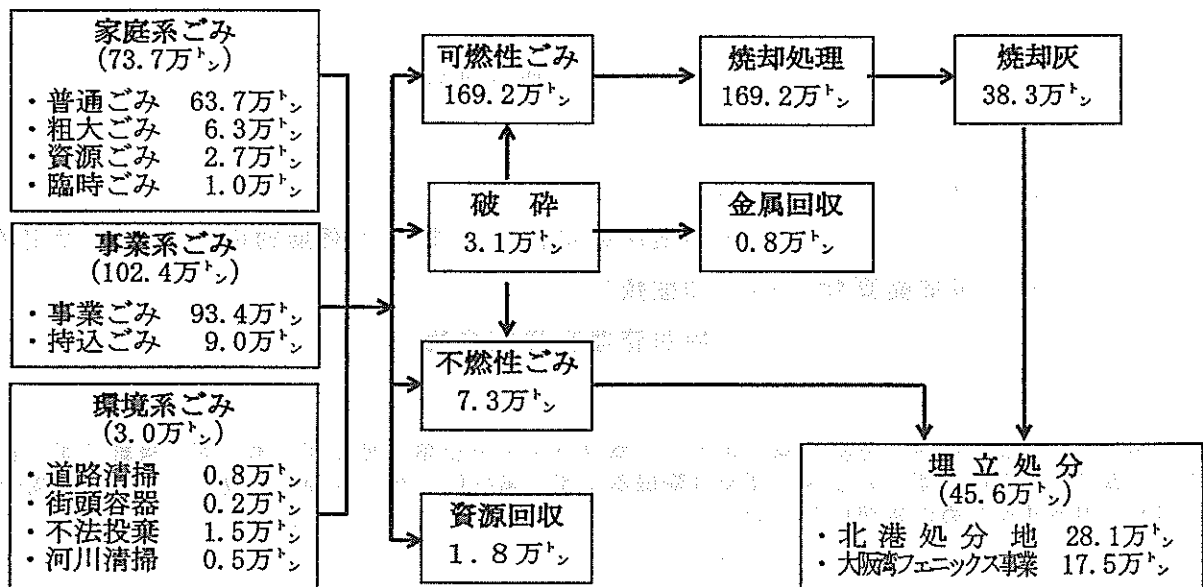 家庭系ごみ
(73.7万トン)
・普通ごみ 63.7万トン
・粗大ごみ 6.3万トン
・資源ごみ 2.7万トン
・臨時ごみ 1.0万トン
事業系ごみ
(102.4万トン)
・事業ごみ 93.4万トン
・持込ごみ 9.0万トン
環境系ごみ
(3.0万トン)
・道路清掃 0.8万トン
・街頭容器 0.2万トン
・不法投棄 1.5万トン
・河川清掃 0.5万トン
可燃性ごみ
169.2万トン
破 砕
3.1万トン
不燃性ごみ
7.3万トン
資源回収
1.8万トン
焼却処理
169.2万トン
金属回収
0.8万トン
焼却灰
38.3万トン
埋立処分
(45.6万トン)
・北港処分地 28.1万トン
・大阪湾フェニックス事業 17.5万トン